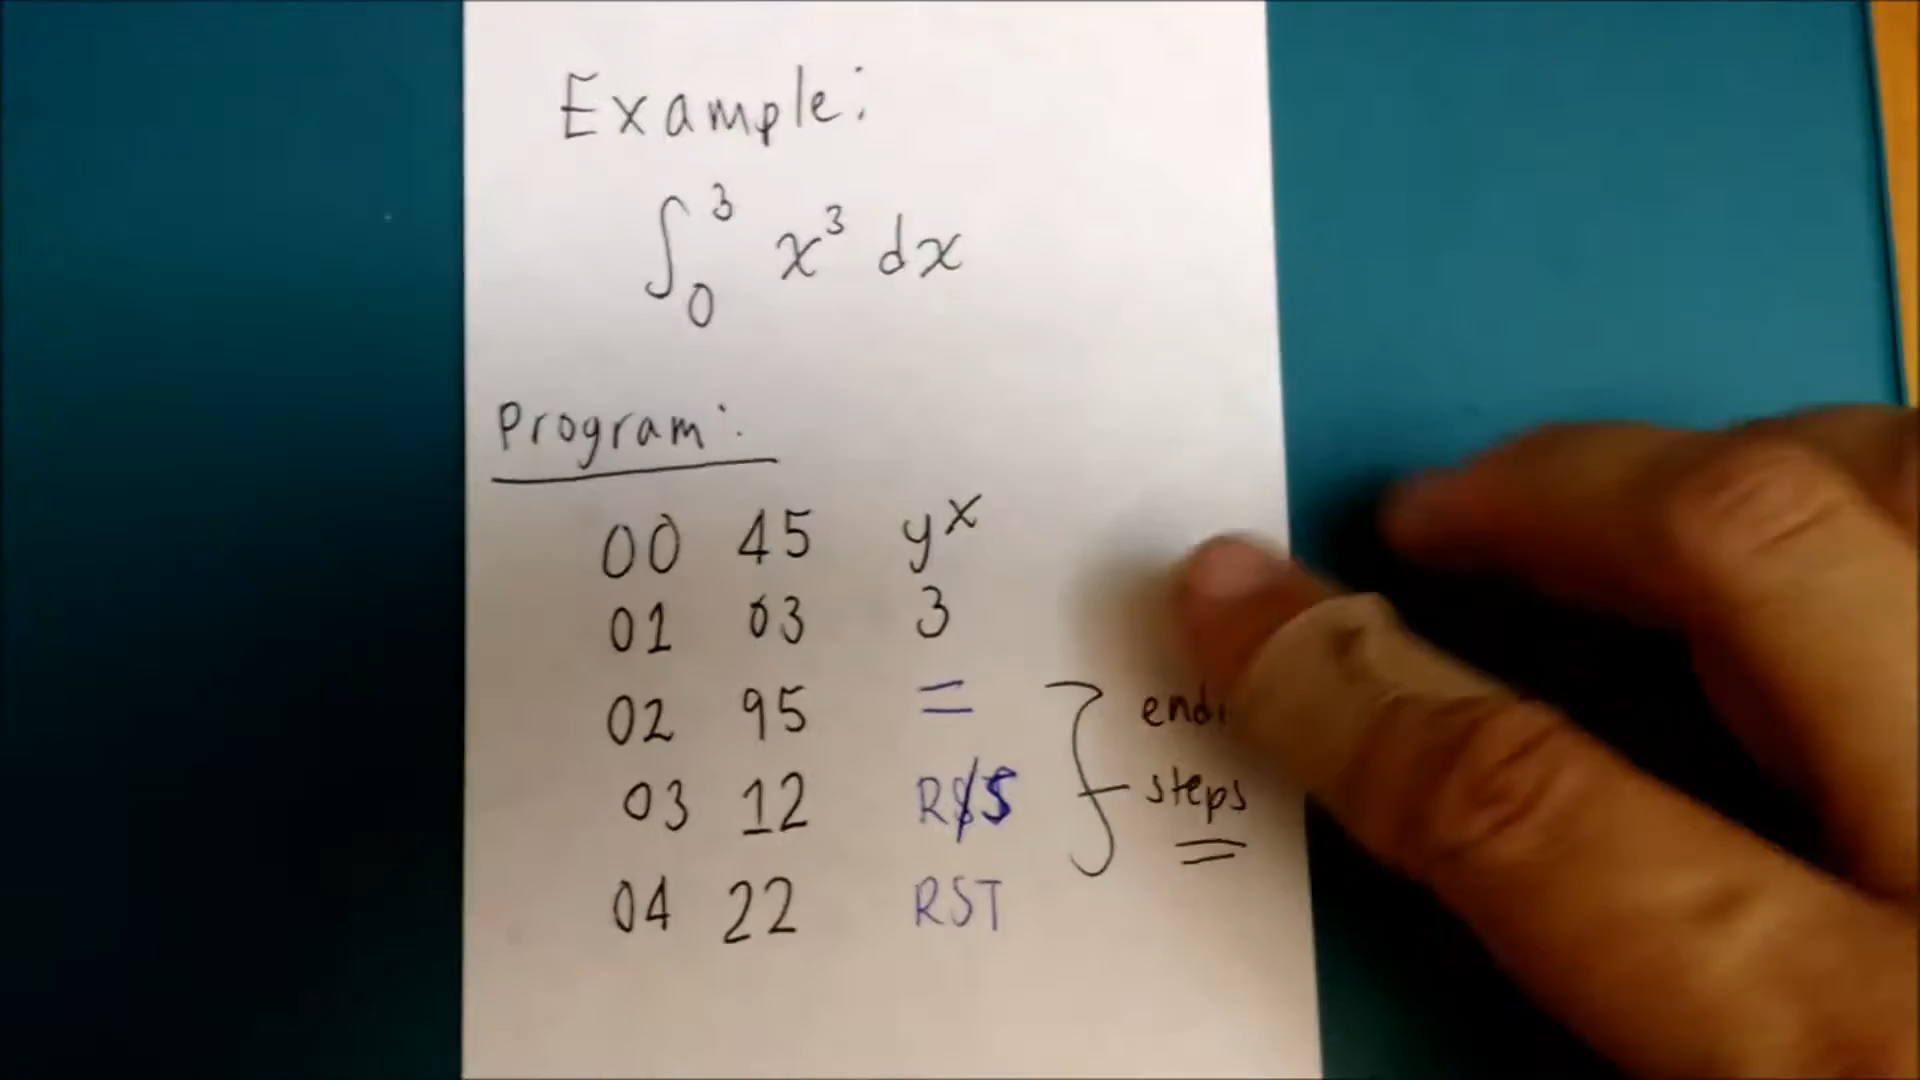 Example:
∫₀³ x³ dx
Program:
00 45 yˣ
01 03 3
02 95 =
03 12 R/S
04 22 RST
steps